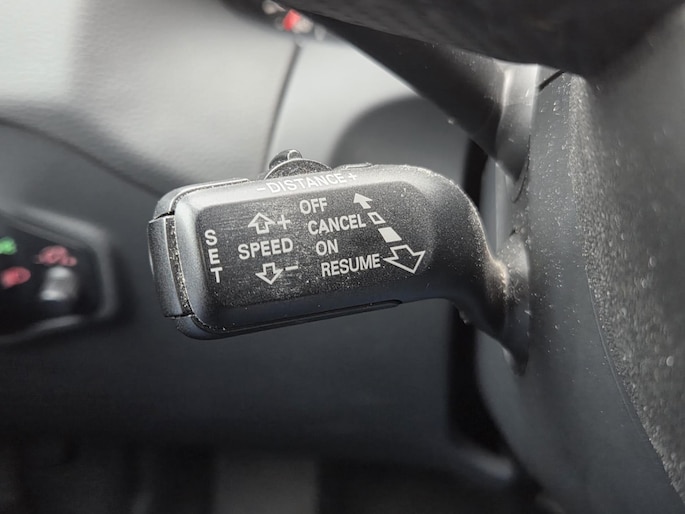 -DISTANCE+
SET
+
SPEED
-
OFF
CANCEL
ON
RESUME